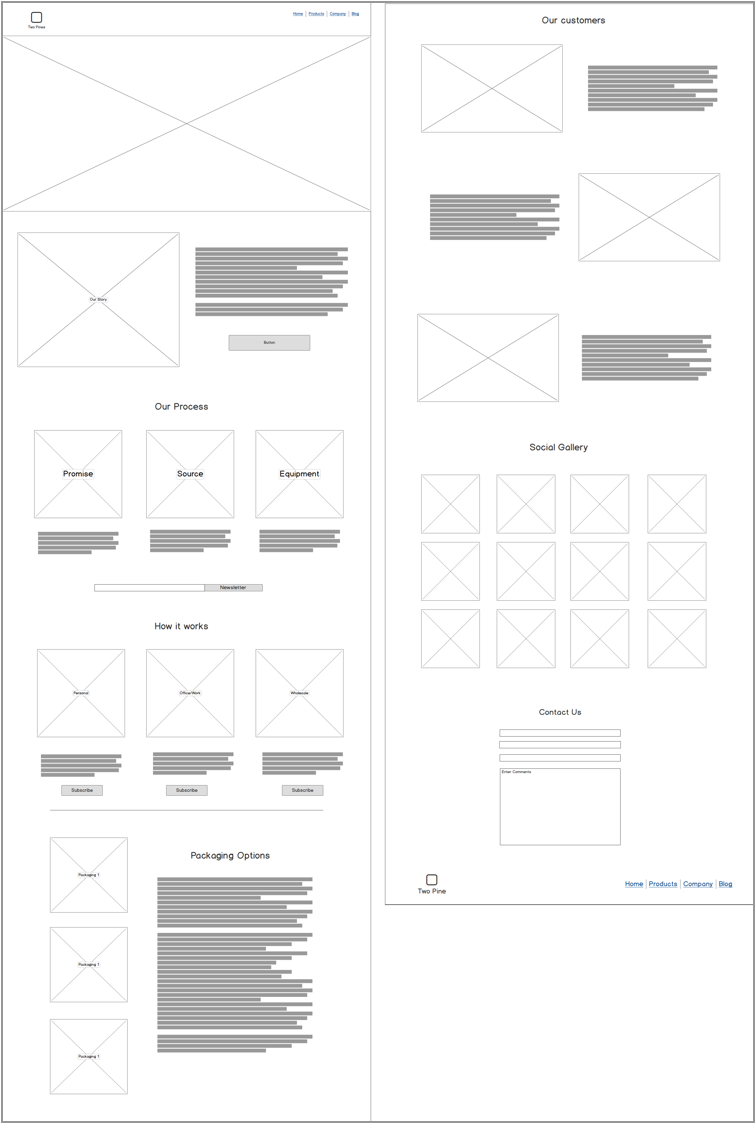 Two Pines
Home Products Company Blog
Our Story
Button
Our Process
Promise Source Equipment
Newsletter
How it works
Personal Office/Work Wholesale
Subscribe Subscribe Subscribe
Packaging 1
Packaging Options
Packaging 1
Packaging 1
Our customers
Social Gallery
Contact Us
Enter Comments
Two Pine
Home Products Company Blog